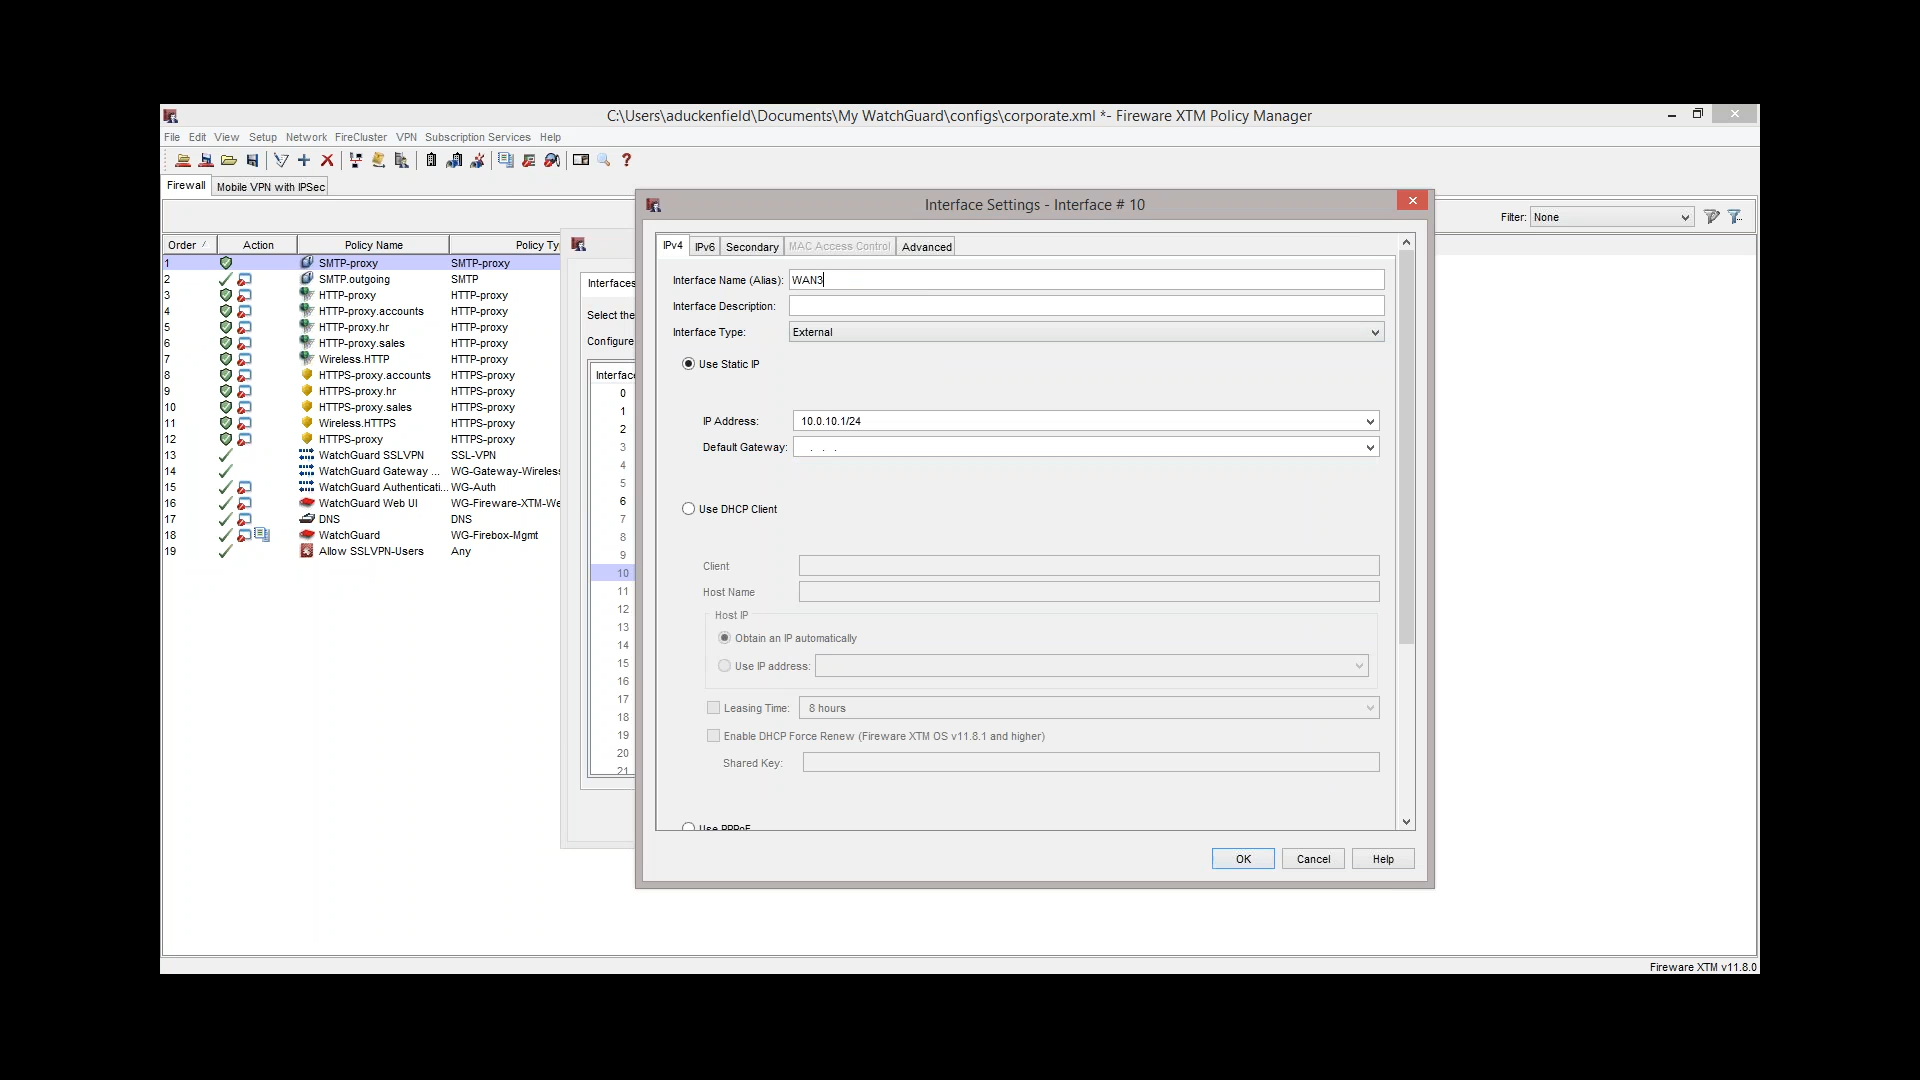 C:\Users\aduckenfield\Documents\My WatchGuard\configs\corporate.xml *- Fireware XTM Policy Manager
File Edit View Setup Network FireCluster VPN Subscription Services Help
Firewall Mobile VPN with IPSec
Filter: None
Order Action Policy Name Policy Ty
1 SMTP-proxy SMTP-proxy
2 SMTP.outgoing SMTP
3 HTTP-proxy HTTP-proxy
4 HTTP-proxy.accounts HTTP-proxy
5 HTTP-proxy.hr HTTP-proxy
6 HTTP-proxy.sales HTTP-proxy
7 Wireless.HTTP HTTP-proxy
8 HTTPS-proxy.accounts HTTPS-proxy
9 HTTPS-proxy.hr HTTPS-proxy
10 HTTPS-proxy.sales HTTPS-proxy
11 Wireless.HTTPS HTTPS-proxy
12 HTTPS-proxy HTTPS-proxy
13 WatchGuard SSLVPN SSL-VPN
14 WatchGuard Gateway ... WG-Gateway-Wireless
15 WatchGuard Authenticati... WG-Auth
16 WatchGuard Web UI WG-Fireware-XTM-We
17 DNS DNS
18 WatchGuard WG-Firebox-Mgmt
19 Allow SSLVPN-Users Any
Interfaces
Select the
Configure
Interface
0
1
2
3
4
5
6
7
8
9
10
11
12
13
14
15
16
17
18
19
20
21
Interface Settings - Interface # 10
IPv4 IPv6 Secondary MAC Access Control Advanced
Interface Name (Alias): WAN3
Interface Description:
Interface Type: External
Use Static IP
IP Address: 10.0.10.1/24
Default Gateway: . . .
Use DHCP Client
Client
Host Name
Host IP
Obtain an IP automatically
Use IP address:
Leasing Time: 8 hours
Enable DHCP Force Renew (Fireware XTM OS v11.8.1 and higher)
Shared Key:
Use PPPoE
OK Cancel Help
Fireware XTM v11.8.0